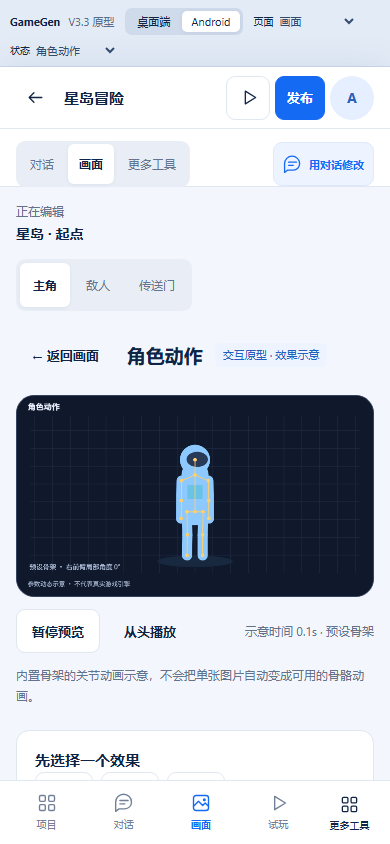 GameGen V3.3 原型 桌面端 Android 页面 画面
状态 角色动作
星岛冒险 发布 A
对话 画面 更多工具 用对话修改
正在编辑
星岛 · 起点
主角 敌人 传送门
← 返回画面 角色动作 交互原型 · 效果示意
角色动作
预设骨架 · 右前臂局部角度 0°
参数动态示意 · 不代表真实游戏引擎
暂停预览 从头播放 示意时间 0.1s · 预设骨架
内置骨架的关节动画示意，不会把单张图片自动变成可用的骨骼动
画。
先选择一个效果
项目 对话 画面 试玩 更多工具